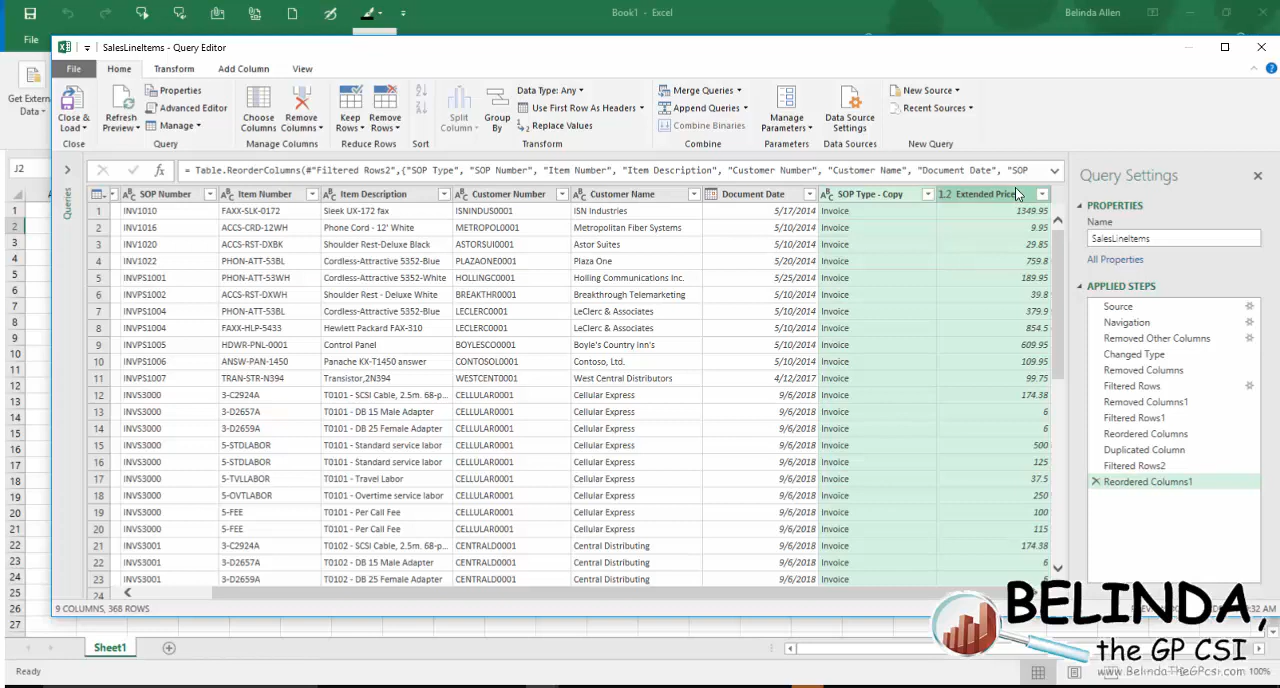 Book1 - Excel
Belinda Allen
File
SalesLineItems - Query Editor
File Home Transform Add Column View
Get External Data
Close & Load
Refresh Preview
Properties
Advanced Editor
Manage
Choose Columns
Remove Columns
Keep Rows
Remove Rows
Split Column
Group By
Data Type: Any
Use First Row As Headers
Replace Values
Merge Queries
Append Queries
Combine Binaries
Manage Parameters
Data Source Settings
New Source
Recent Sources
Close Query Manage Columns Reduce Rows Sort Transform Combine Parameters Data Sources New Query
J2
= Table.ReorderColumns(#"Filtered Rows2",{"SOP Type", "SOP Number", "Item Number", "Item Description", "Customer Number", "Customer Name", "Document Date", "SOP
Queries
SOP Number Item Number Item Description Customer Number Customer Name Document Date SOP Type - Copy 1.2 Extended Price
1 INV1010 FAXX-SLK-0172 Sleek UX-172 fax ISNINDUS0001 ISN Industries 5/17/2014 Invoice 1349.95
2 INV1016 ACCS-CRD-12WH Phone Cord - 12' White METROPOL0001 Metropolitan Fiber Systems 5/10/2014 Invoice 9.95
3 INV1020 ACCS-RST-DXBK Shoulder Rest-Deluxe Black ASTORSUI0001 Astor Suites 5/10/2014 Invoice 29.85
4 INV1022 PHON-ATT-53BL Cordless-Attractive 5352-Blue PLAZAONE0001 Plaza One 5/20/2014 Invoice 759.8
5 INVPS1001 PHON-ATT-53WH Cordless-Attractive 5352-White HOLLINGC0001 Holling Communications Inc. 5/25/2014 Invoice 189.95
6 INVPS1002 ACCS-RST-DXWH Shoulder Rest - Deluxe White BREAKTHR0001 Breakthrough Telemarketing 5/10/2014 Invoice 39.8
7 INVPS1004 PHON-ATT-53BL Cordless-Attractive 5352-Blue LECLERC0001 LeClerc & Associates 5/10/2014 Invoice 379.9
8 INVPS1004 FAXX-HLP-5433 Hewlett Packard FAX-310 LECLERC0001 LeClerc & Associates 5/10/2014 Invoice 854.5
9 INVPS1005 HDWR-PNL-0001 Control Panel BOYLESCO0001 Boyle's Country Inn's 5/10/2014 Invoice 609.95
10 INVPS1006 ANSW-PAN-1450 Panache KX-T1450 answer CONTOSOL0001 Contoso, Ltd. 5/10/2014 Invoice 109.95
11 INVPS1007 TRAN-STR-N394 Transistor,2N394 WESTCENT0001 West Central Distributors 4/12/2017 Invoice 99.75
12 INVS3000 3-C2924A T0101 - SCSI Cable, 2.5m. 68-p... CELLULAR0001 Cellular Express 9/6/2018 Invoice 174.38
13 INVS3000 3-D2657A T0101 - DB 15 Male Adapter CELLULAR0001 Cellular Express 9/6/2018 Invoice 6
14 INVS3000 3-D2659A T0101 - DB 25 Female Adapter CELLULAR0001 Cellular Express 9/6/2018 Invoice 6
15 INVS3000 5-STDLABOR T0101 - Standard service labor CELLULAR0001 Cellular Express 9/6/2018 Invoice 500
16 INVS3000 5-STDLABOR T0101 - Standard service labor CELLULAR0001 Cellular Express 9/6/2018 Invoice 125
17 INVS3000 5-TVLLABOR T0101 - Travel Labor CELLULAR0001 Cellular Express 9/6/2018 Invoice 37.5
18 INVS3000 5-OVTLABOR T0101 - Overtime service labor CELLULAR0001 Cellular Express 9/6/2018 Invoice 250
19 INVS3000 5-FEE T0101 - Per Call Fee CELLULAR0001 Cellular Express 9/6/2018 Invoice 100
20 INVS3000 5-FEE T0101 - Per Call Fee CELLULAR0001 Cellular Express 9/6/2018 Invoice 115
21 INVS3001 3-C2924A T0102 - SCSI Cable, 2.5m. 68-p... CENTRALD0001 Central Distributing 9/6/2018 Invoice 174.38
22 INVS3001 3-D2657A T0102 - DB 15 Male Adapter CENTRALD0001 Central Distributing 9/6/2018 Invoice 6
23 INVS3001 3-D2659A T0102 - DB 25 Female Adapter CENTRALD0001 Central Distributing 9/6/2018 Invoice 6
24
9 COLUMNS, 368 ROWS
Query Settings
PROPERTIES
Name
SalesLineItems
All Properties
APPLIED STEPS
Source
Navigation
Removed Other Columns
Changed Type
Removed Columns
Filtered Rows
Removed Columns1
Filtered Rows1
Reordered Columns
Duplicated Column
Filtered Rows2
Reordered Columns1
BELINDA,
the GP CSI
www.Belinda-TheGPcsi.com
Sheet1
Ready
100%